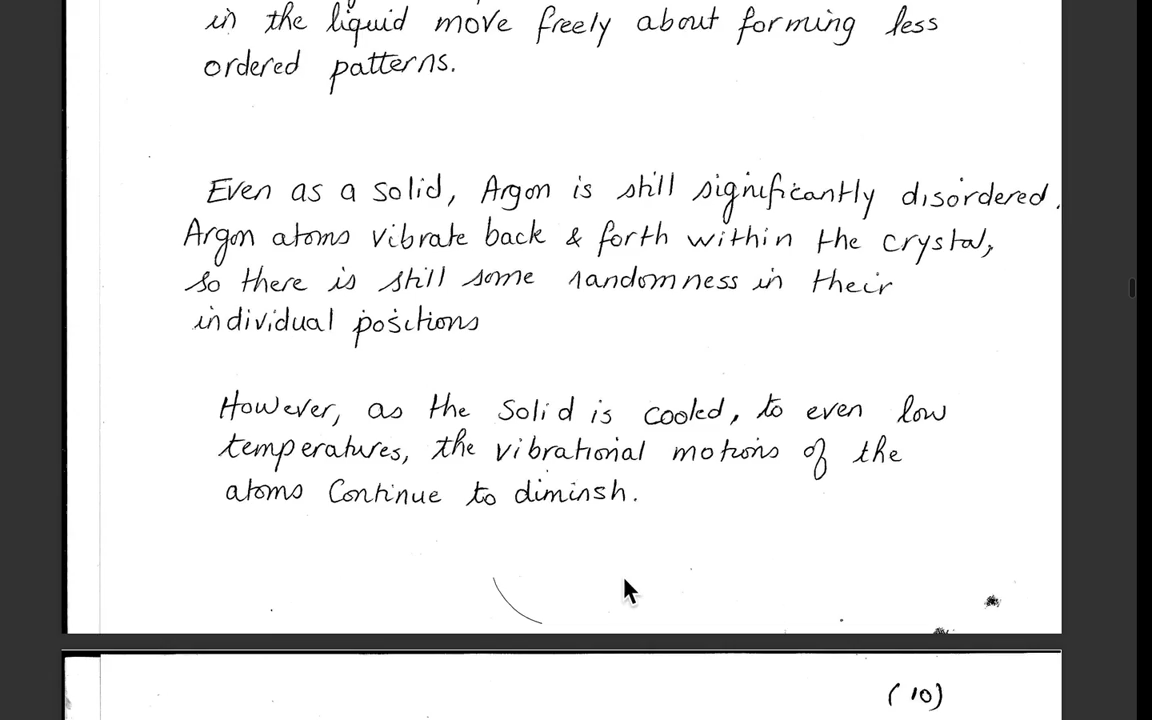 in the liquid move freely about forming less
ordered patterns.
Even as a solid, Argon is still significantly disordered.
Argon atoms vibrate back & forth within the crystal,
so there is still some randomness in their
individual positions
However, as the solid is cooled, to even low
temperatures, the vibrational motions of the
atoms continue to diminsh.
(10)